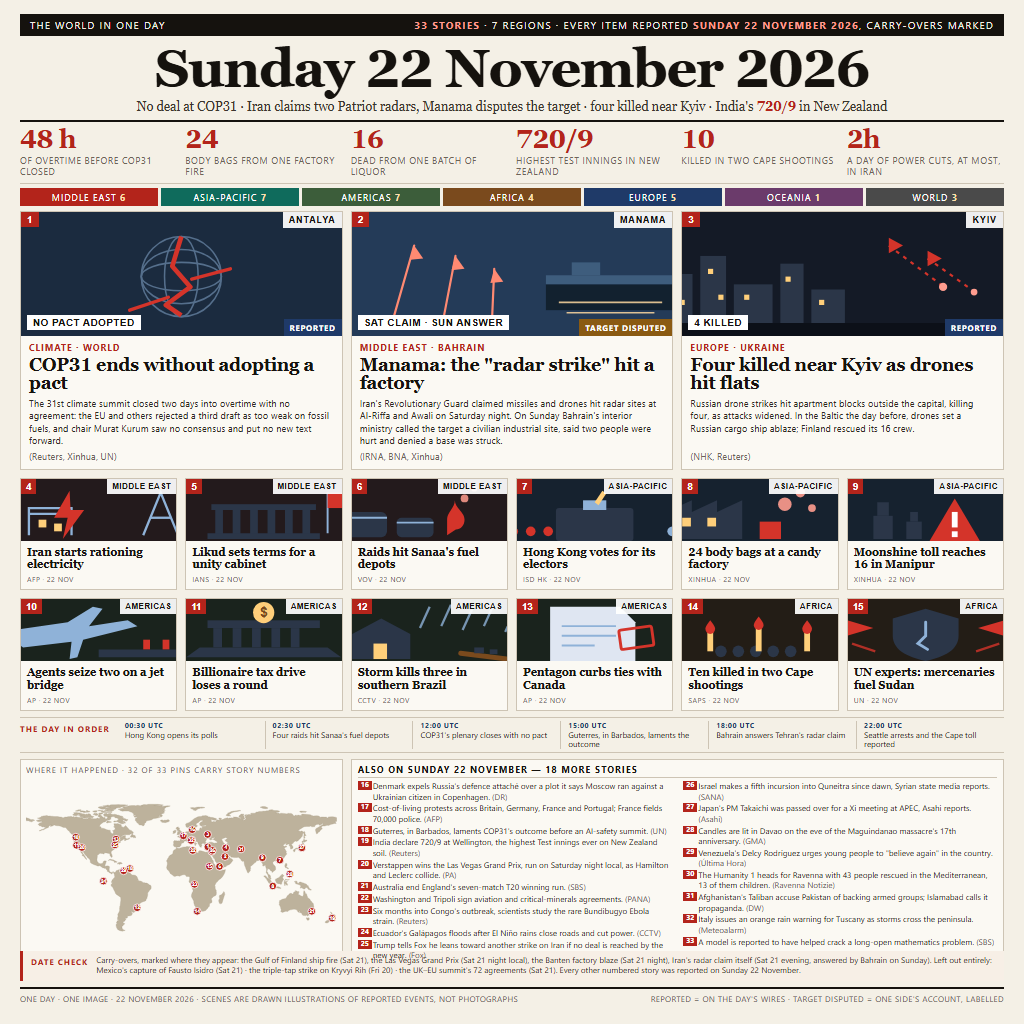 THE WORLD IN ONE DAY
33 STORIES · 7 REGIONS · EVERY ITEM REPORTED SUNDAY 22 NOVEMBER 2026, CARRY-OVERS MARKED
Sunday 22 November 2026
No deal at COP31 · Iran claims two Patriot radars, Manama disputes the target · four killed near Kyiv · India's 720/9 in New Zealand
48 h
OF OVERTIME BEFORE COP31
CLOSED
24
BODY BAGS FROM ONE FACTORY
FIRE
16
DEAD FROM ONE BATCH OF
LIQUOR
720/9
HIGHEST TEST INNINGS IN NEW
ZEALAND
10
KILLED IN TWO CAPE SHOOTINGS
2h
A DAY OF POWER CUTS, AT MOST,
IN IRAN
MIDDLE EAST 6
ASIA-PACIFIC 7
AMERICAS 7
AFRICA 4
EUROPE 5
OCEANIA 1
WORLD 3
1
ANTALYA
NO PACT ADOPTED
REPORTED
CLIMATE · WORLD
COP31 ends without adopting a
pact
The 31st climate summit closed two days into overtime with no
agreement: the EU and others rejected a third draft as too weak on fossil
fuels, and chair Murat Kurum saw no consensus and put no new text
forward.
(Reuters, Xinhua, UN)
2
MANAMA
SAT CLAIM · SUN ANSWER
TARGET DISPUTED
MIDDLE EAST · BAHRAIN
Manama: the "radar strike" hit a
factory
Iran's Revolutionary Guard claimed missiles and drones hit radar sites at
Al-Riffa and Awali on Saturday night. On Sunday Bahrain's interior
ministry called the target a civilian industrial site, said two people were
hurt and denied a base was struck.
(IRNA, BNA, Xinhua)
3
KYIV
4 KILLED
REPORTED
EUROPE · UKRAINE
Four killed near Kyiv as drones
hit flats
Russian drone strikes hit apartment blocks outside the capital, killing
four, as attacks widened. In the Baltic the day before, drones set a
Russian cargo ship ablaze; Finland rescued its 16 crew.
(NHK, Reuters)
4
MIDDLE EAST
Iran starts rationing
electricity
AFP · 22 NOV
5
MIDDLE EAST
Likud sets terms for a
unity cabinet
IANS · 22 NOV
6
MIDDLE EAST
Raids hit Sanaa's fuel
depots
VOV · 22 NOV
7
ASIA-PACIFIC
Hong Kong votes for its
electors
ISD HK · 22 NOV
8
ASIA-PACIFIC
24 body bags at a candy
factory
XINHUA · 22 NOV
9
ASIA-PACIFIC
Moonshine toll reaches
16 in Manipur
XINHUA · 22 NOV
10
AMERICAS
Agents seize two on a jet
bridge
AP · 22 NOV
11
AMERICAS
$
Billionaire tax drive
loses a round
AP · 22 NOV
12
AMERICAS
Storm kills three in
southern Brazil
CCTV · 22 NOV
13
AMERICAS
Pentagon curbs ties with
Canada
AP · 22 NOV
14
AFRICA
Ten killed in two Cape
shootings
SAPS · 22 NOV
15
AFRICA
UN experts: mercenaries
fuel Sudan
UN · 22 NOV
THE DAY IN ORDER
00:30 UTC
Hong Kong opens its polls
02:30 UTC
Four raids hit Sanaa's fuel depots
12:00 UTC
COP31's plenary closes with no pact
15:00 UTC
Guterres, in Barbados, laments the
outcome
18:00 UTC
Bahrain answers Tehran's radar claim
22:00 UTC
Seattle arrests and the Cape toll
reported
WHERE IT HAPPENED · 32 OF 33 PINS CARRY STORY NUMBERS
ALSO ON SUNDAY 22 NOVEMBER — 18 MORE STORIES
16 Denmark expels Russia's defence attaché over a plot it says Moscow ran against a
Ukrainian citizen in Copenhagen. (DR)
17 Cost-of-living protests across Britain, Germany, France and Portugal; France fields
70,000 police. (AFP)
18 Guterres, in Barbados, laments COP31's outcome before an AI-safety summit. (UN)
19 India declare 720/9 at Wellington, the highest Test innings ever on New Zealand
soil. (Reuters)
20 Verstappen wins the Las Vegas Grand Prix, run on Saturday night local, as Hamilton
and Leclerc collide. (PA)
21 Australia end England's seven-match T20 winning run. (SBS)
22 Washington and Tripoli sign aviation and critical-minerals agreements. (PANA)
23 Six months into Congo's outbreak, scientists study the rare Bundibugyo Ebola
strain. (Reuters)
24 Ecuador's Galápagos floods after El Niño rains close roads and cut power. (CCTV)
25 Trump tells Fox he leans toward another strike on Iran if no deal is reached by the
new year. (Fox)
26 Israel makes a fifth incursion into Quneitra since dawn, Syrian state media reports.
(SANA)
27 Japan's PM Takaichi was passed over for a Xi meeting at APEC, Asahi reports.
(Asahi)
28 Candles are lit in Davao on the eve of the Maguindanao massacre's 17th
anniversary. (GMA)
29 Venezuela's Delcy Rodríguez urges young people to "believe again" in the country.
(Última Hora)
30 The Humanity 1 heads for Ravenna with 43 people rescued in the Mediterranean,
13 of them children. (Ravenna Notizie)
31 Afghanistan's Taliban accuse Pakistan of backing armed groups; Islamabad calls it
propaganda. (DW)
32 Italy issues an orange rain warning for Tuscany as storms cross the peninsula.
(Meteoalarm)
33 A model is reported to have helped crack a long-open mathematics problem. (SBS)
DATE CHECK
Carry-overs, marked where they appear: the Gulf of Finland ship fire (Sat 21), the Las Vegas Grand Prix (Sat 21 night local), the Banten factory blaze (Sat 21 night), Iran's radar claim itself (Sat 21 evening, answered by Bahrain on Sunday). Left out entirely:
Mexico's capture of Fausto Isidro (Sat 21) · the triple-tap strike on Kryvyi Rih (Fri 20) · the UK–EU summit's 72 agreements (Sat 21). Every other numbered story was reported on Sunday 22 November.
ONE DAY · ONE IMAGE · 22 NOVEMBER 2026 · SCENES ARE DRAWN ILLUSTRATIONS OF REPORTED EVENTS, NOT PHOTOGRAPHS
REPORTED = ON THE DAY'S WIRES · TARGET DISPUTED = ONE SIDE'S ACCOUNT, LABELLED